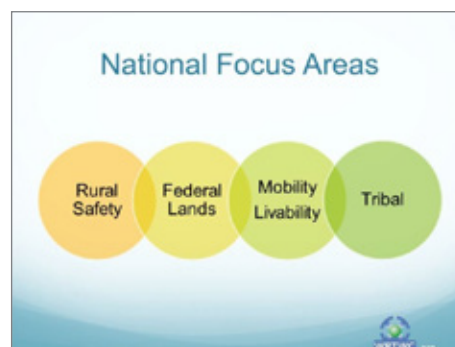 National Focus Areas
Rural
Safety
Federal
Lands
Mobility
Livability
Tribal